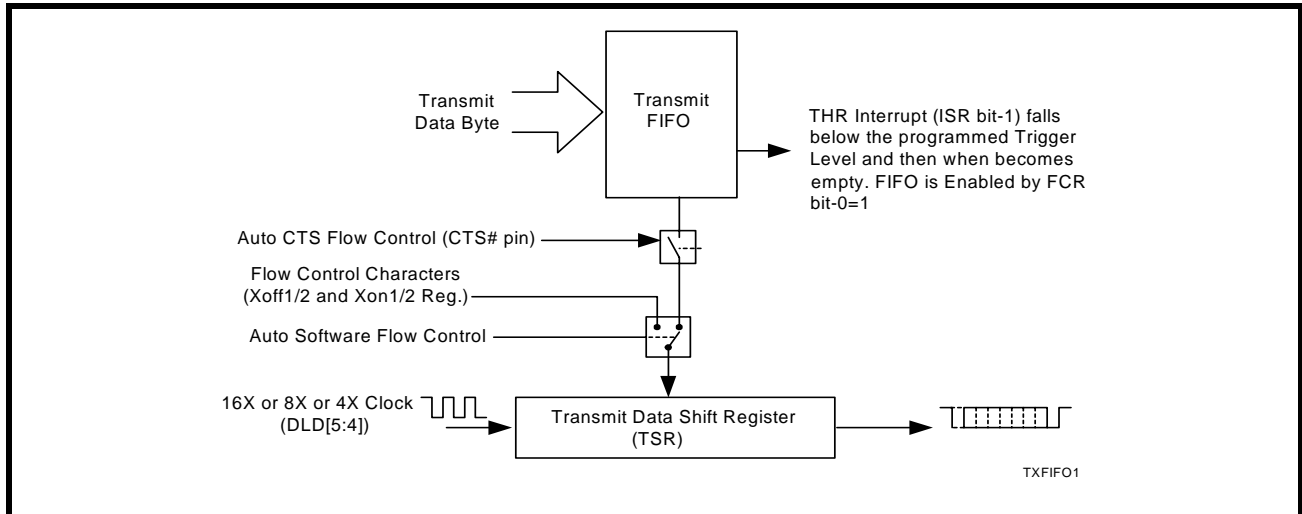 Transmit
Data Byte
Transmit
FIFO
THR Interrupt (ISR bit-1) falls
below the programmed Trigger
Level and then when becomes
empty. FIFO is Enabled by FCR
bit-0=1
Auto CTS Flow Control (CTS# pin)
Flow Control Characters
(Xoff1/2 and Xon1/2 Reg.)
Auto Software Flow Control
16X or 8X or 4X Clock
(DLD[5:4])
Transmit Data Shift Register
(TSR)
TXFIFO1